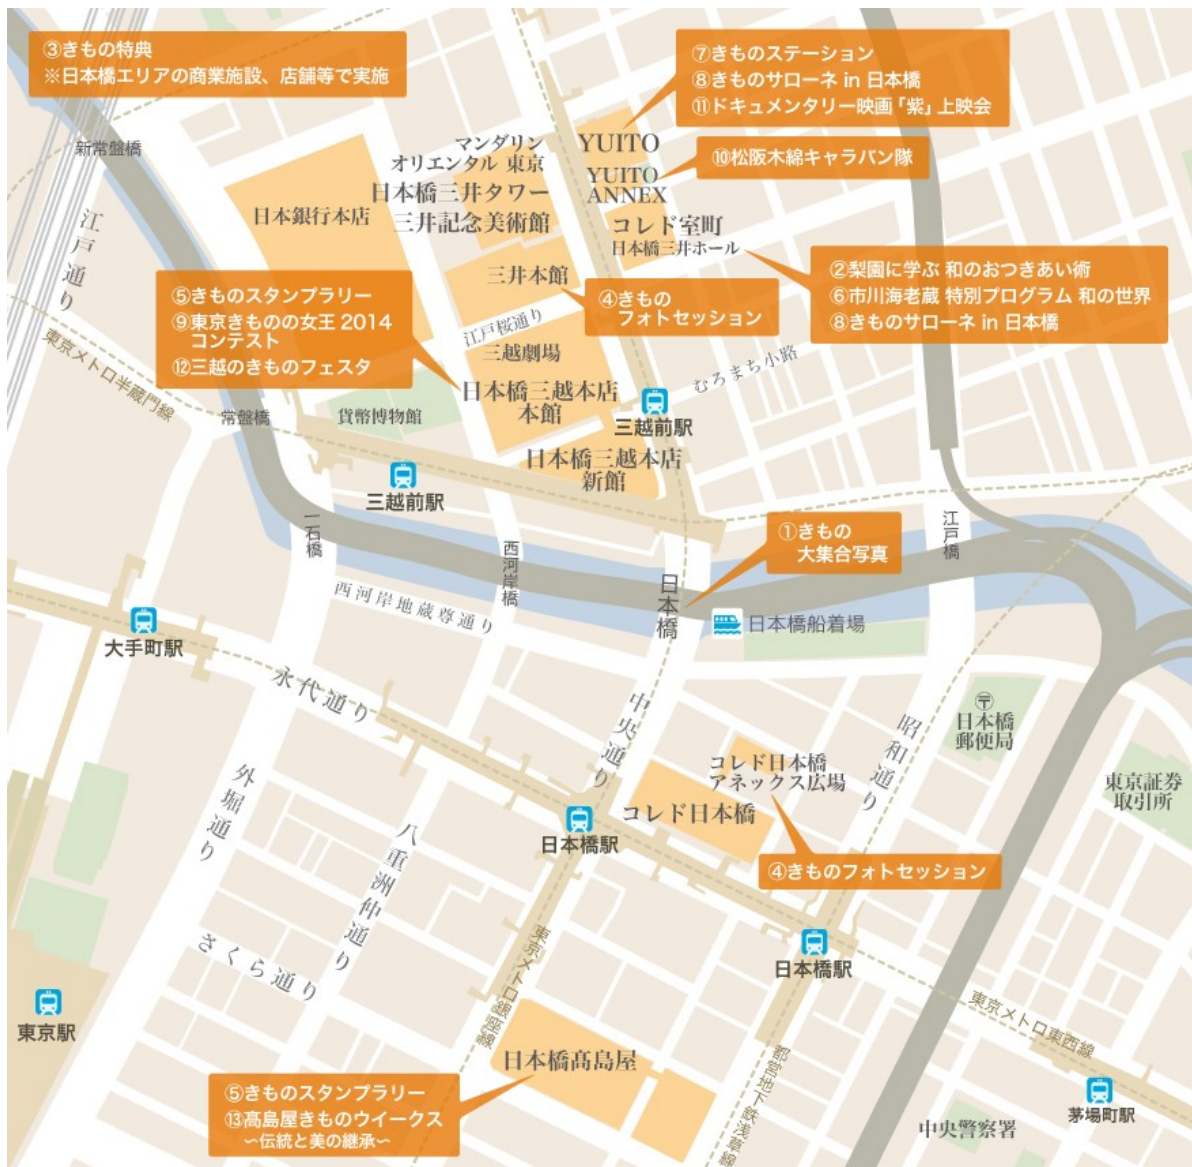 ③きもの特典
※日本橋エリアの商業施設、店舗等で実施
⑦きものステーション
⑧きものサローネ in 日本橋
⑪ドキュメンタリー映画「紫」上映会
新常盤橋
マンダリン
オリエンタル 東京
YUITO
YUITO
ANNEX
⑩松阪木綿キャラバン隊
日本橋三井タワー
三井記念美術館
日本銀行本店
コレド室町
日本橋三井ホール
江戸通り
三井本館
②梨園に学ぶ 和のおつきあい術
⑥市川海老蔵 特別プログラム 和の世界
⑧きものサローネ in 日本橋
④きもの
フォトセッション
⑤きものスタンプラリー
⑨東京きものの女王 2014
コンテスト
⑫三越のきものフェスタ
江戸桜通り
三越劇場
むろまち小路
東京メトロ半蔵門線
日本橋三越本店
本館
常盤橋
貨幣博物館
三越前駅
日本橋三越本店
新館
三越前駅
一石橋
西河岸橋
江戸橋
①きもの
大集合写真
日本橋
西河岸地蔵尊通り
日本橋船着場
大手町駅
永代通り
中央通り
昭和通り
〒
日本橋
郵便局
コレド日本橋
アネックス広場
コレド日本橋
東京証券
取引所
外堀通り
八重洲仲通り
日本橋駅
④きものフォトセッション
さくら通り
東京メトロ銀座線
日本橋駅
東京駅
東京メトロ東西線
日本橋髙島屋
都営地下鉄浅草線
⑤きものスタンプラリー
⑬髙島屋きものウイークス
～伝統と美の継承～
中央警察署
茅場町駅